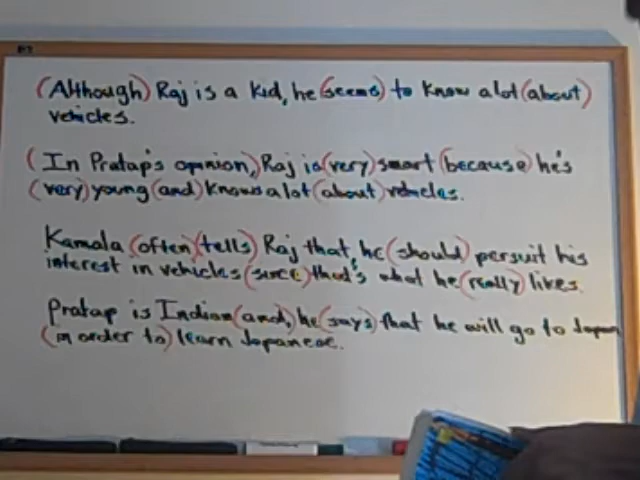 (Although) Raj is a kid, he (seems) to know a lot (about)
vehicles.
(In Pratap's opinion,) Raj is (very) smart (because) he's
(very) young (and) knows a lot (about) vehicles.
Kamala (often) (tells) Raj that he (should) persuit his
interest in vehicles (since) that's what he (really) likes.
Pratap is Indian (and,) he (says) that he will go to Japan
(in order to) learn Japanese.